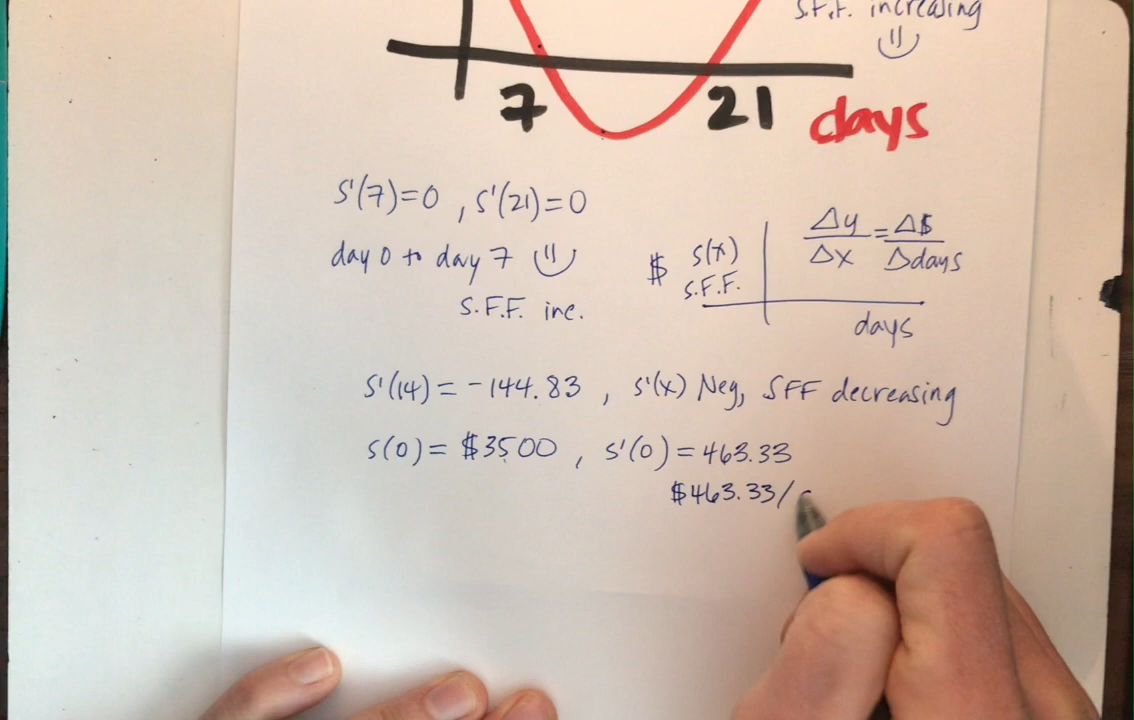 S.F.F. increasing
7 21 days
S'(7)=0 , S'(21)=0
day 0 to day 7
S.F.F. inc.
$ S(x)
S.F.F.
Δy/Δx = Δ$/Δdays
days
S'(14) = -144.83 , S'(x) Neg, SFF decreasing
S(0) = $3500 , S'(0) = 463.33
$463.33/